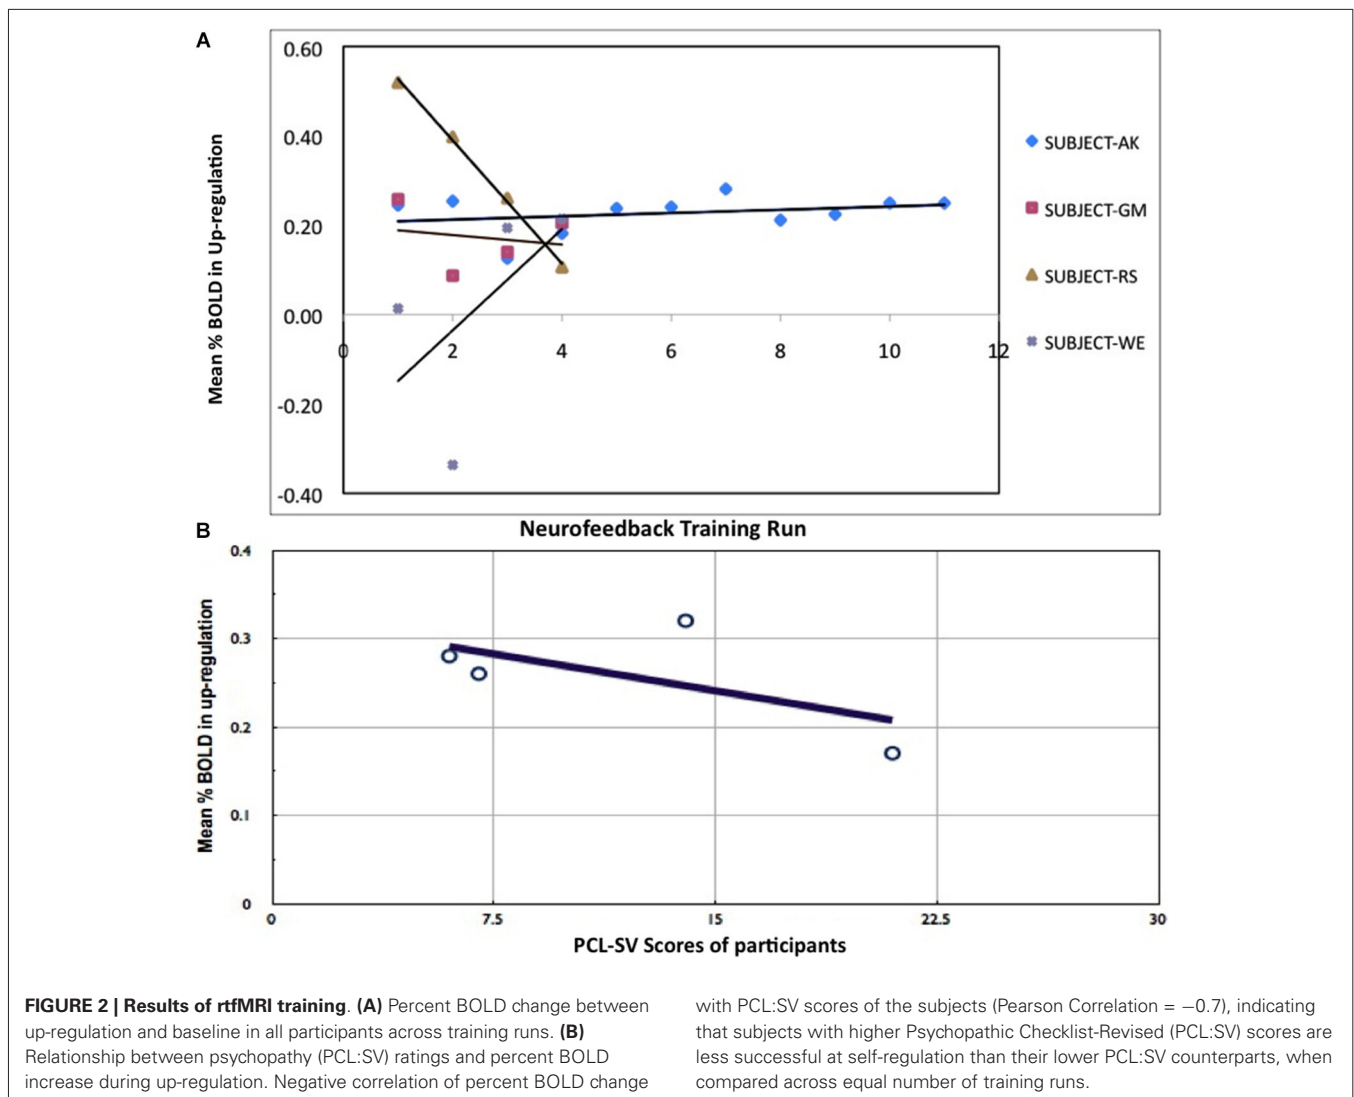 A
0.60
0.40
0.20
0.00
-0.20
-0.40
Mean % BOLD in Up-regulation
0 2 4 6 8 10 12
SUBJECT-AK
SUBJECT-GM
SUBJECT-RS
SUBJECT-WE
Neurofeedback Training Run
B
0.4
0.3
0.2
0.1
0
Mean % BOLD in up-regulation
0 7.5 15 22.5 30
PCL-SV Scores of participants
FIGURE 2 | Results of rtfMRI training. (A) Percent BOLD change between
up-regulation and baseline in all participants across training runs. (B)
Relationship between psychopathy (PCL:SV) ratings and percent BOLD
increase during up-regulation. Negative correlation of percent BOLD change
with PCL:SV scores of the subjects (Pearson Correlation = −0.7), indicating
that subjects with higher Psychopathic Checklist-Revised (PCL:SV) scores are
less successful at self-regulation than their lower PCL:SV counterparts, when
compared across equal number of training runs.